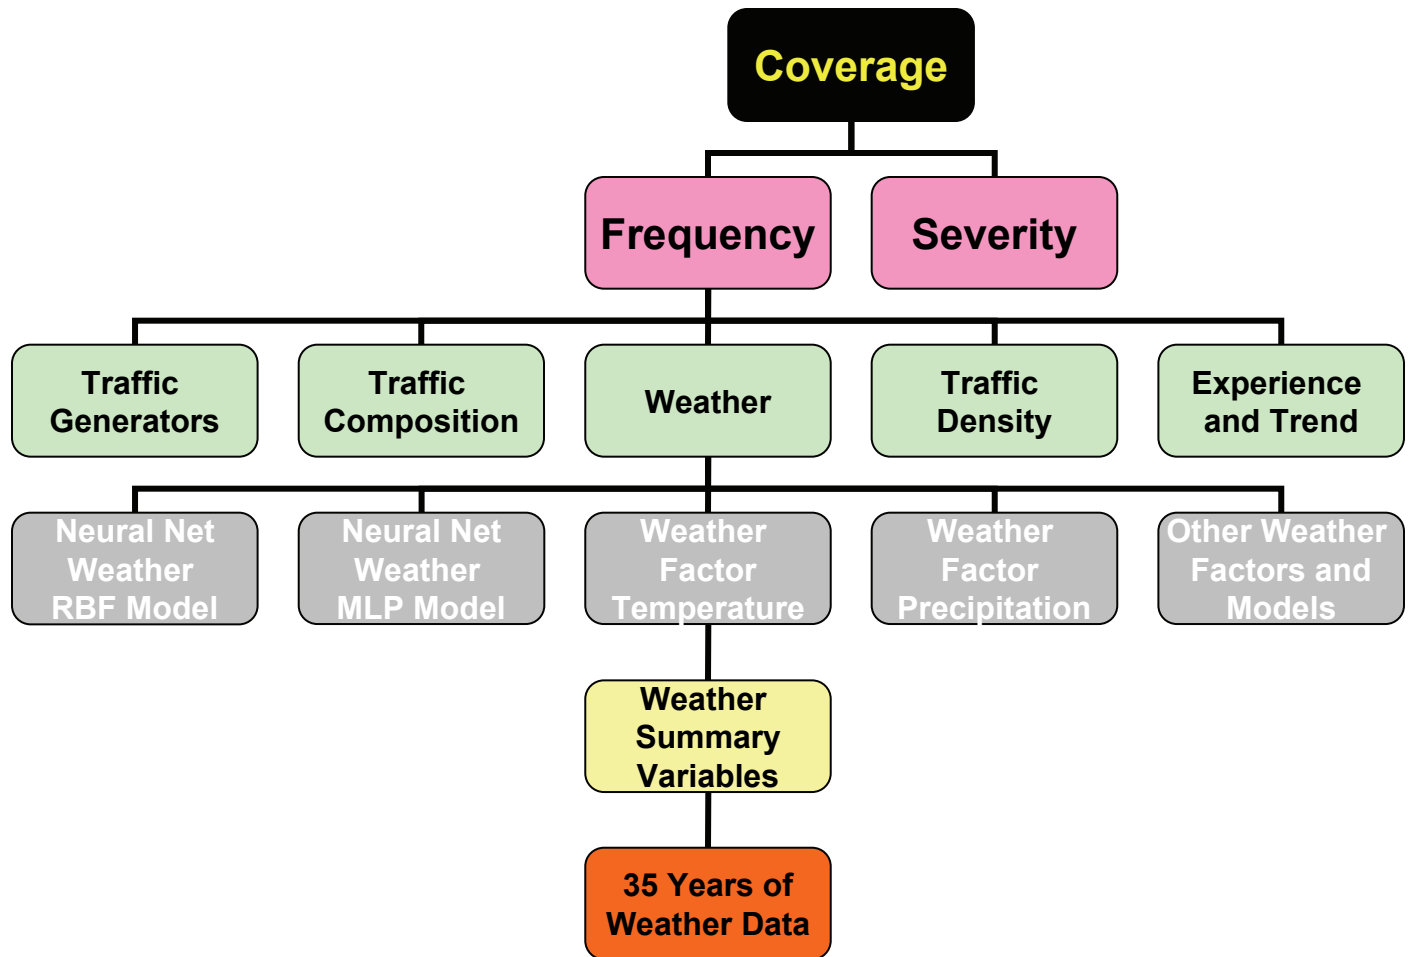 Coverage
Frequency
Severity
Traffic
Generators
Traffic
Composition
Weather
Traffic
Density
Experience
and Trend
Neural Net
Weather
RBF Model
Neural Net
Weather
MLP Model
Weather
Factor
Temperature
Weather
Factor
Precipitation
Other Weather
Factors and
Models
Weather
Summary
Variables
35 Years of
Weather Data